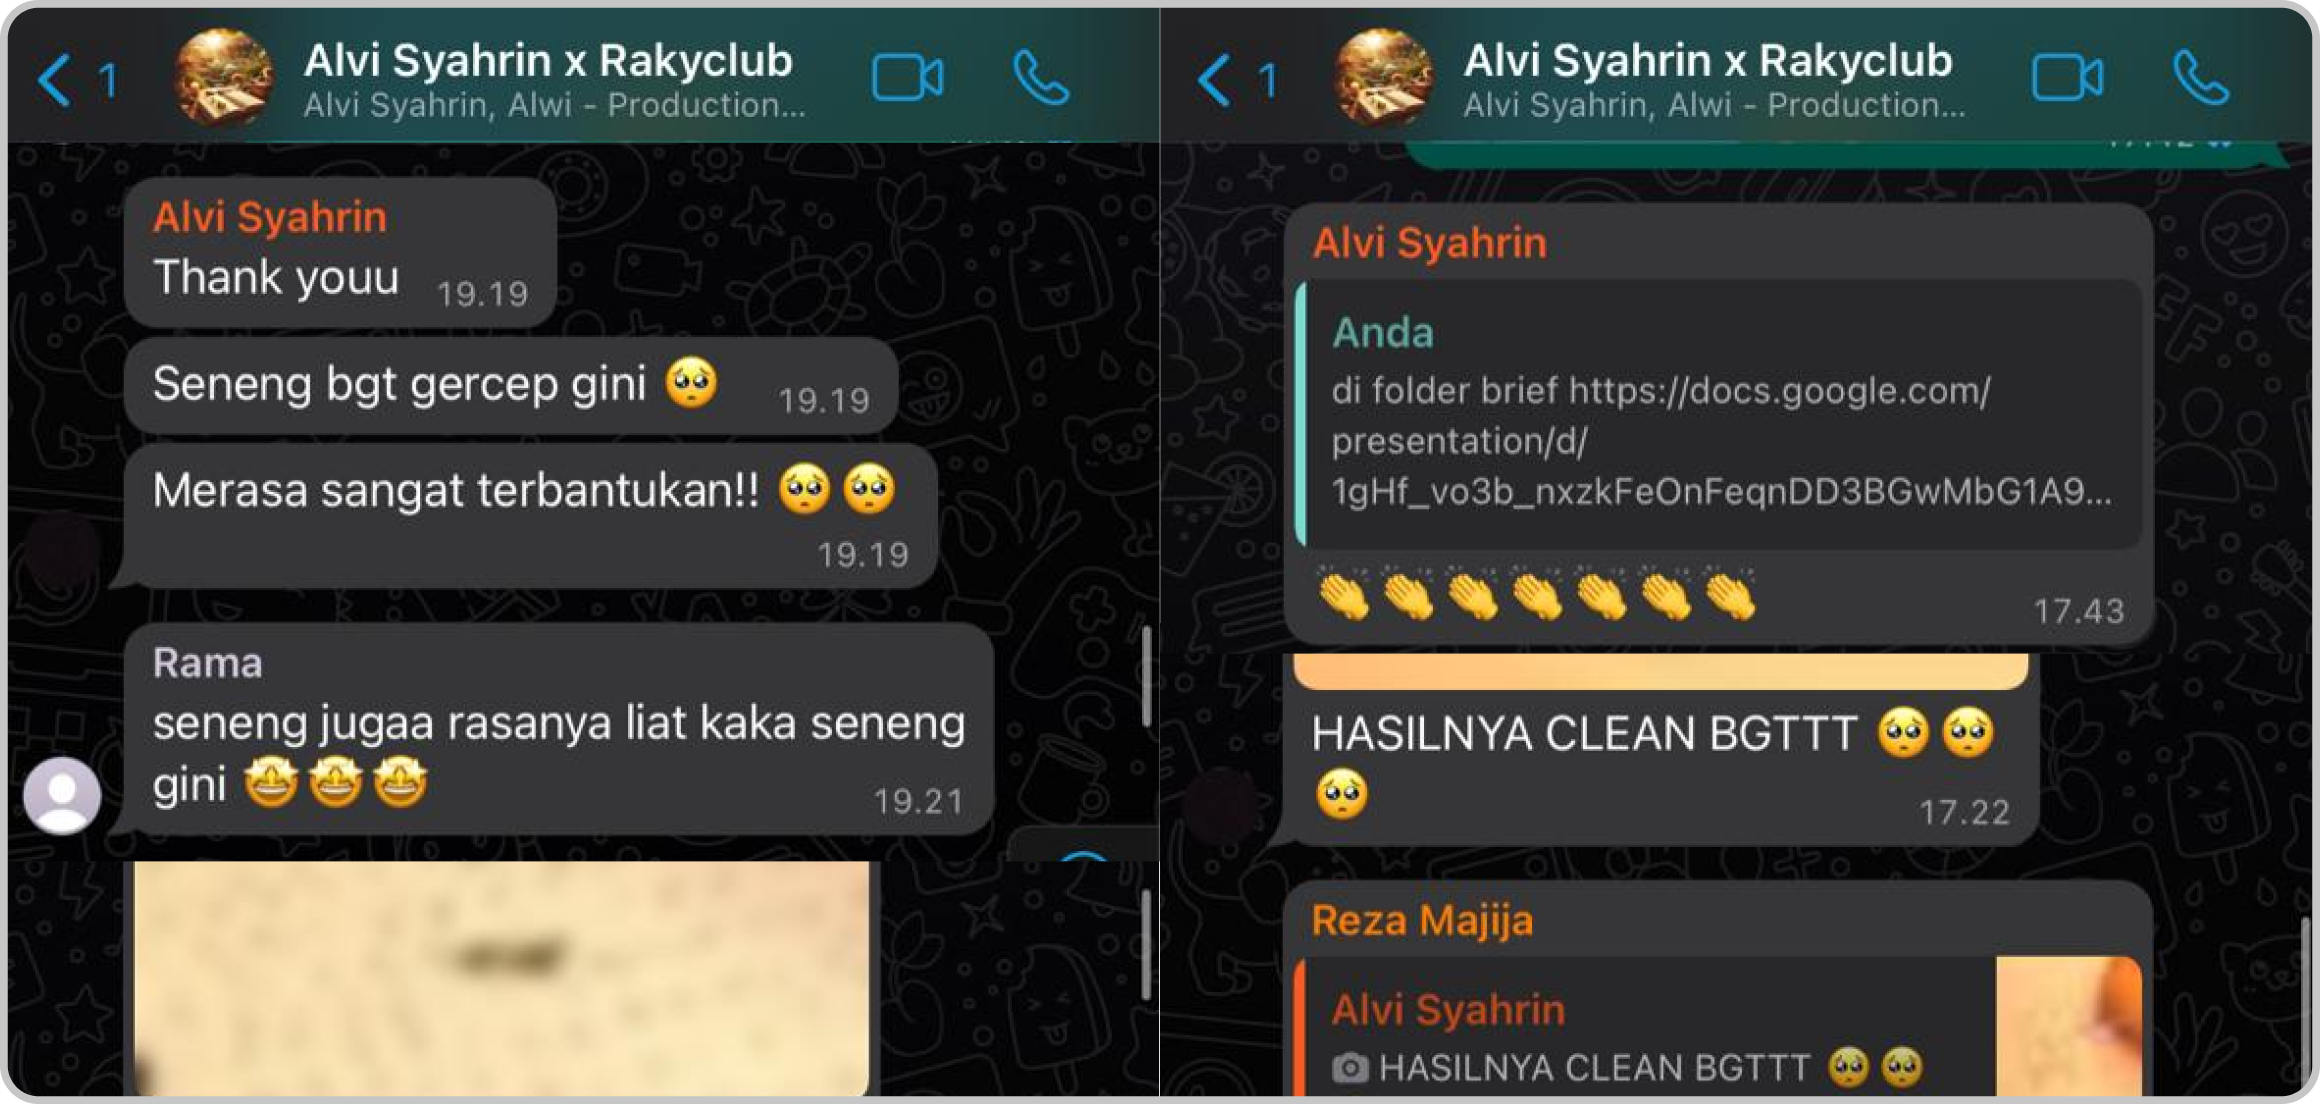 1
Alvi Syahrin x Rakyclub
Alvi Syahrin, Alwi - Production...
Alvi Syahrin
Thank youu 19.19
Seneng bgt gercep gini 🥺 19.19
Merasa sangat terbantukan!! 🥺🥺
19.19
Rama
seneng jugaa rasanya liat kaka seneng
gini 🤩🤩🤩 19.21
1
Alvi Syahrin x Rakyclub
Alvi Syahrin, Alwi - Production...
Alvi Syahrin
Anda
di folder brief https://docs.google.com/
presentation/d/
1gHf_vo3b_nxzkFeOnFeqnDD3BGwMbG1A9...
👏👏👏👏👏👏👏 17.43
HASILNYA CLEAN BGTTT 🥺🥺
🥺 17.22
Reza Majija
Alvi Syahrin
HASILNYA CLEAN BGTTT 🥺🥺